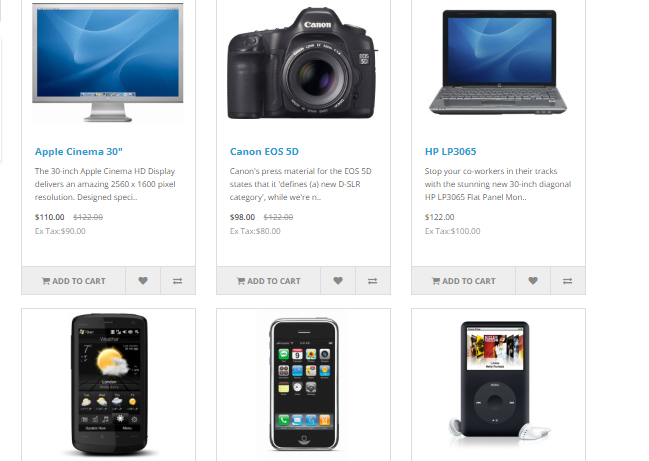 Canon
Apple Cinema 30"
The 30-inch Apple Cinema HD Display
delivers an amazing 2560 x 1600 pixel
resolution. Designed speci..
$110.00 $122.00
Ex Tax:$90.00
ADD TO CART
Canon EOS 5D
Canon's press material for the EOS 5D
states that it 'defines (a) new D-SLR
category', while we're n..
$98.00 $122.00
Ex Tax:$80.00
ADD TO CART
HP LP3065
Stop your co-workers in their tracks
with the stunning new 30-inch diagonal
HP LP3065 Flat Panel Mon..
$122.00
Ex Tax:$100.00
ADD TO CART
Start
Weather
London
Menu